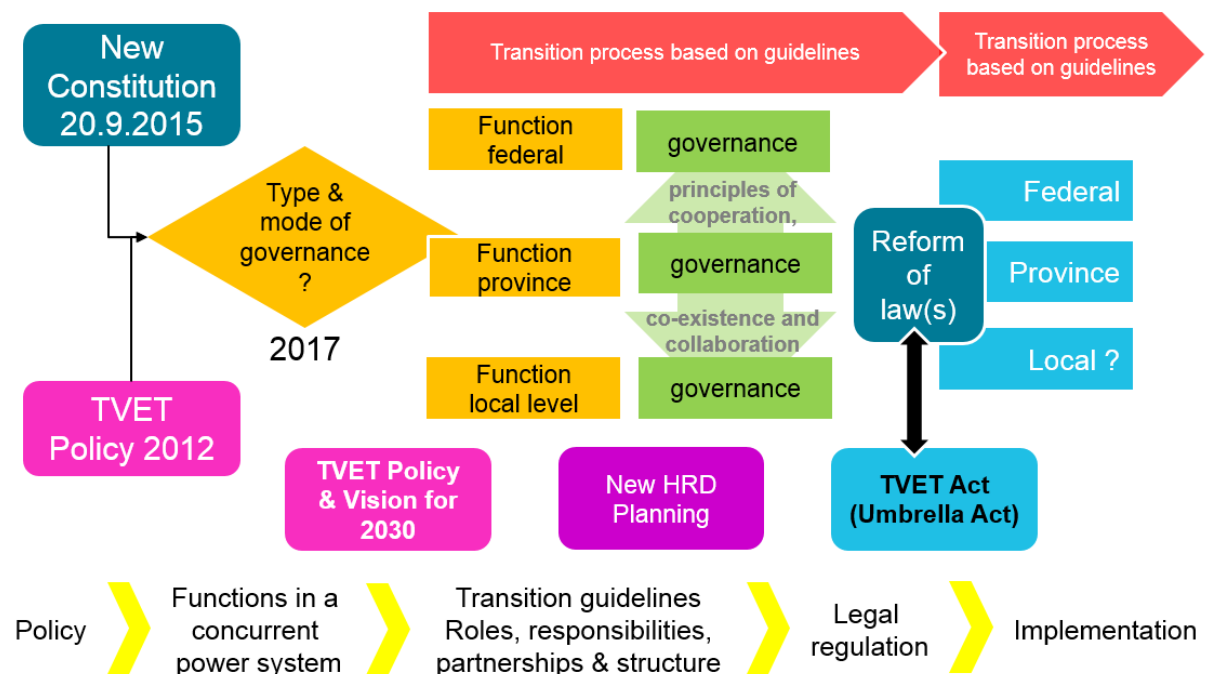 New
Constitution
20.9.2015
Transition process based on guidelines
Transition process
based on guidelines
Type &
mode of
governance
?
2017
TVET
Policy 2012
Function
federal
governance
principles of
cooperation,
Function
province
governance
co-existence and
collaboration
Function
local level
governance
Reform
of
law(s)
Federal
Province
Local ?
TVET Policy
& Vision for
2030
New HRD
Planning
TVET Act
(Umbrella Act)
Policy
Functions in a
concurrent
power system
Transition guidelines
Roles, responsibilities,
partnerships & structure
Legal
regulation
Implementation